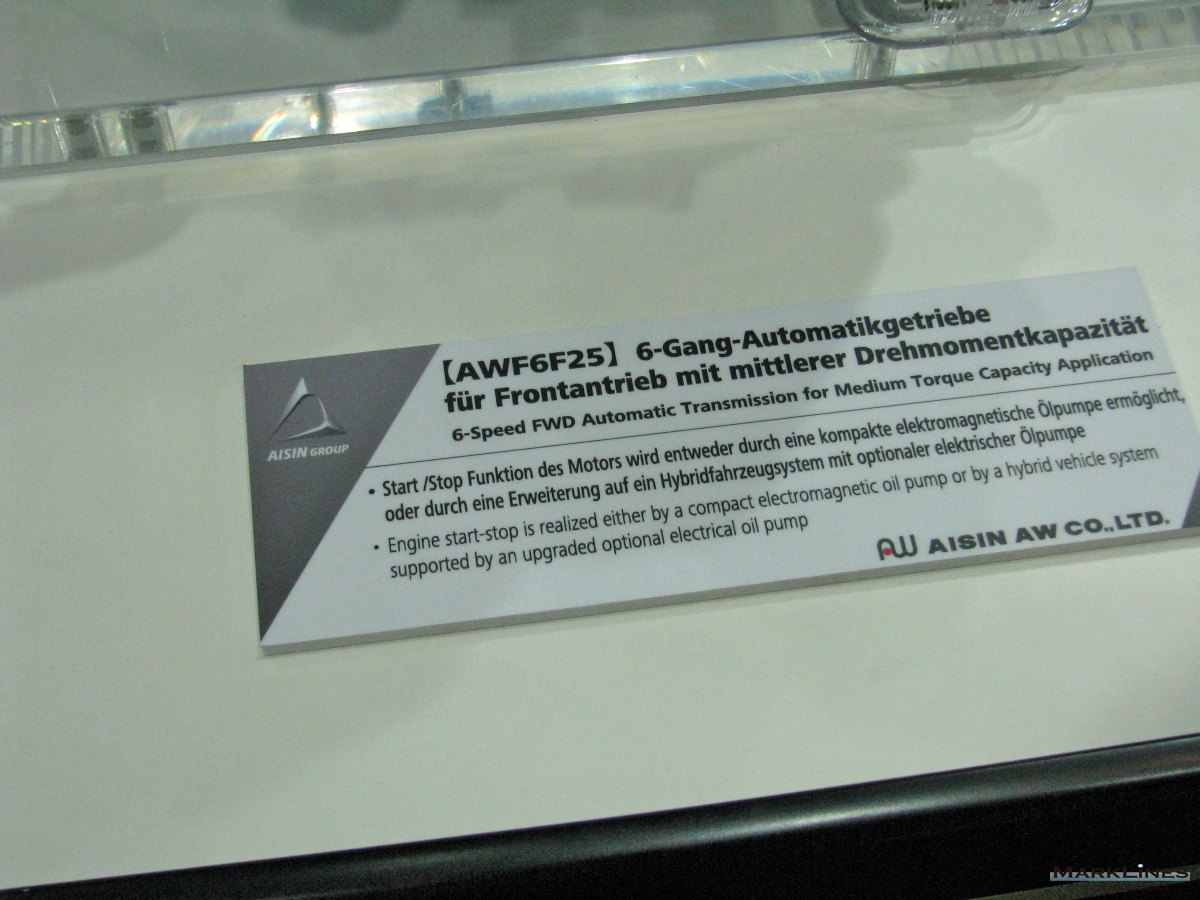 【AWF6F25】 6-Gang-Automatikgetriebe
für Frontantrieb mit mittlerer Drehmomentkapazität
6-Speed FWD Automatic Transmission for Medium Torque Capacity Application
AISIN GROUP
• Start /Stop Funktion des Motors wird entweder durch eine kompakte elektromagnetische Ölpumpe ermöglicht,
oder durch eine Erweiterung auf ein Hybridfahrzeugsystem mit optionaler elektrischer Ölpumpe
• Engine start-stop is realized either by a compact electromagnetic oil pump or by a hybrid vehicle system
supported by an upgraded optional electrical oil pump
AW AISIN AW CO.,LTD.
MARKLINES